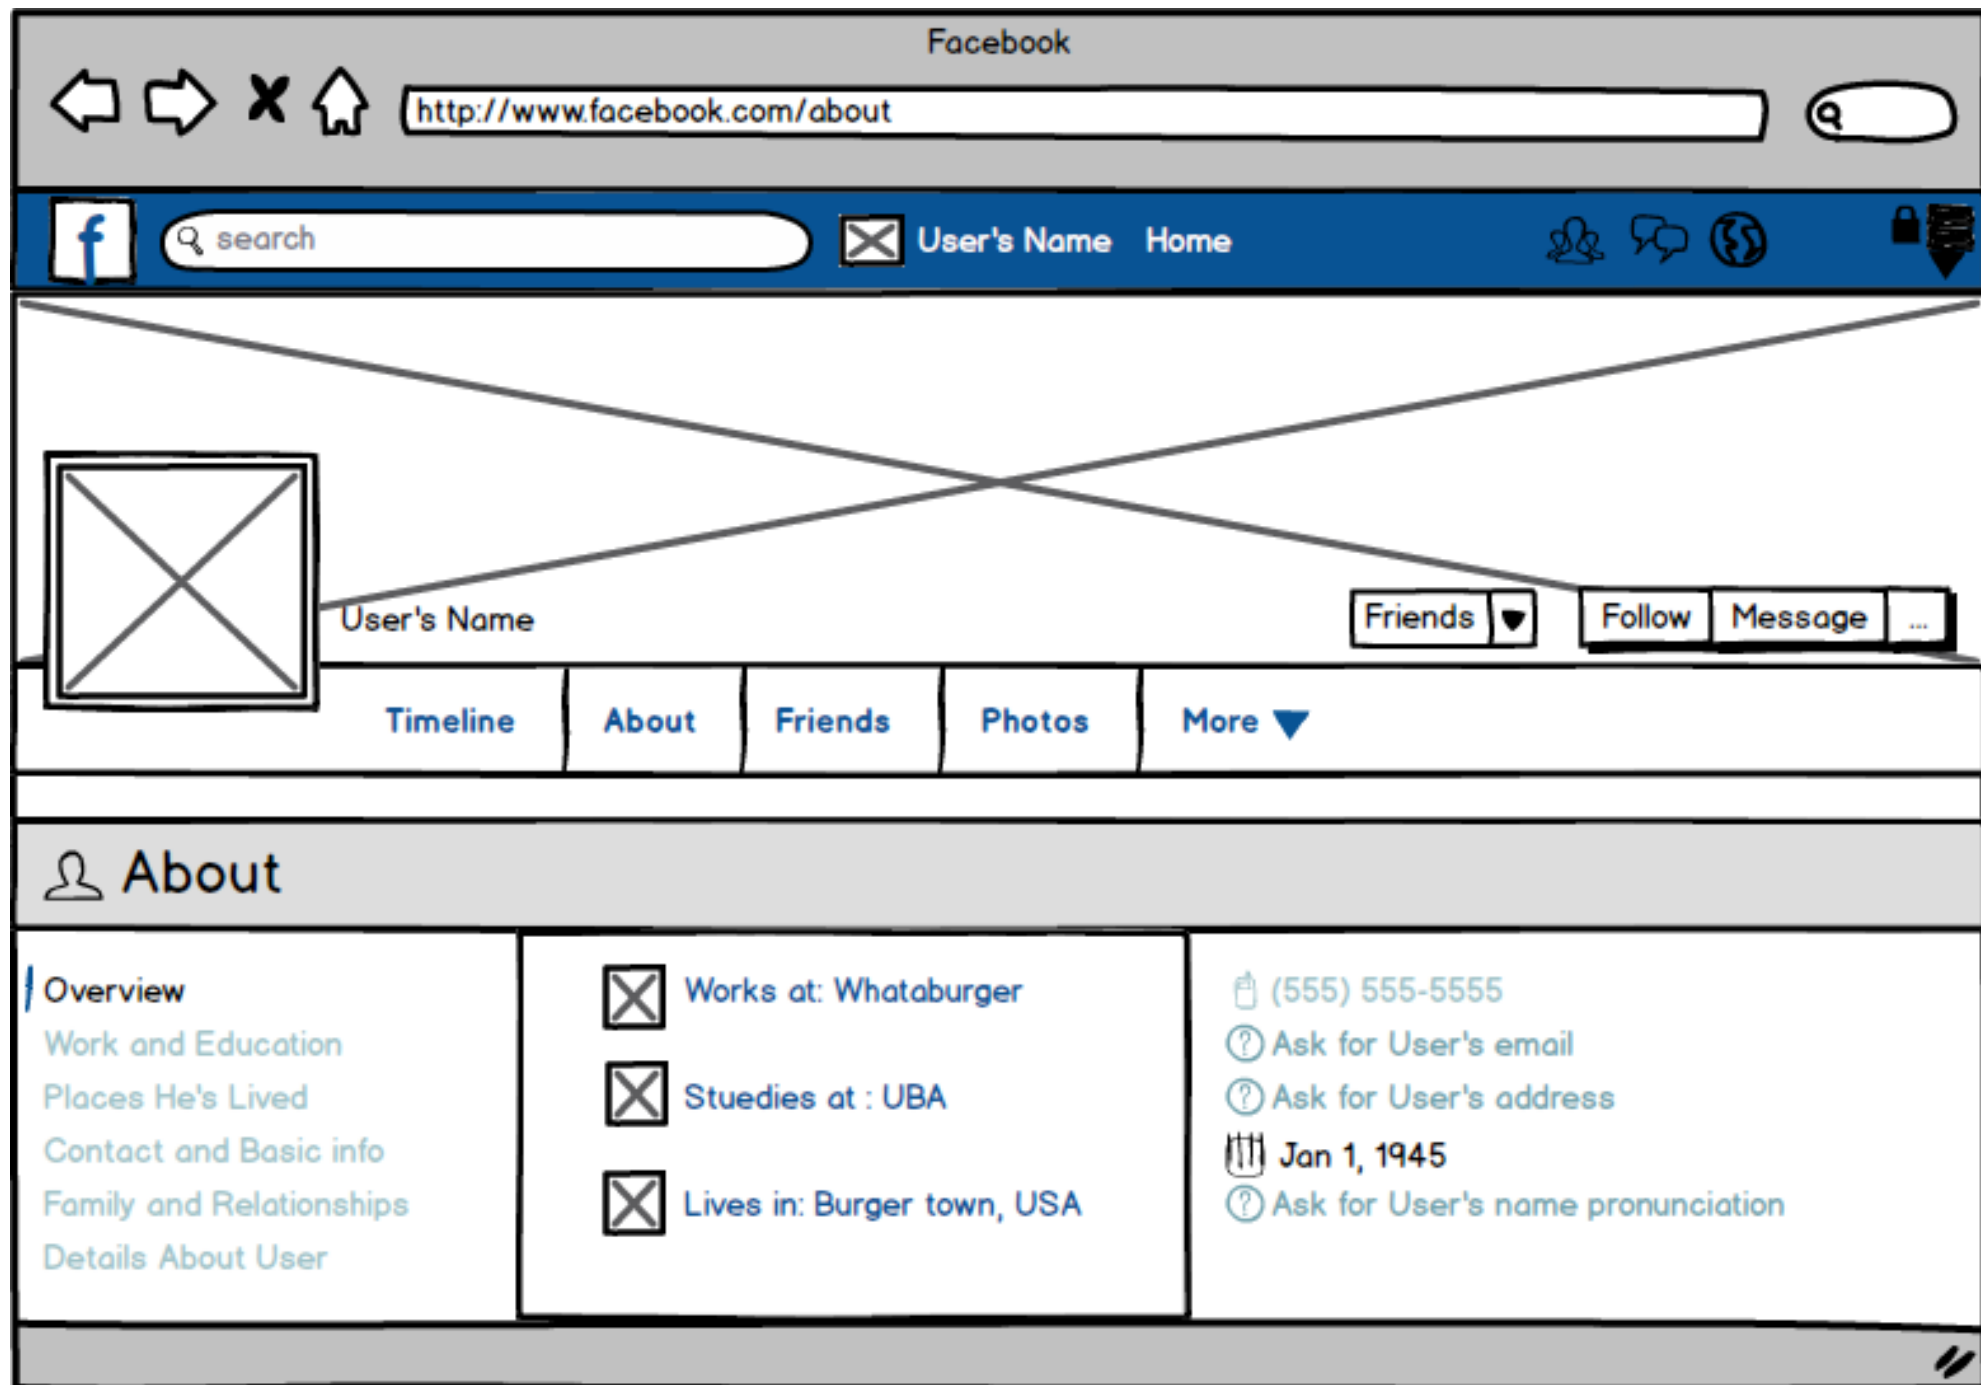 Facebook
http://www.facebook.com/about
f search User's Name Home
User's Name Friends Follow Message ...
Timeline About Friends Photos More
About
Overview
Work and Education
Places He's Lived
Contact and Basic info
Family and Relationships
Details About User
Works at: Whataburger
Stuedies at : UBA
Lives in: Burger town, USA
(555) 555-5555
? Ask for User's email
? Ask for User's address
Jan 1, 1945
? Ask for User's name pronunciation